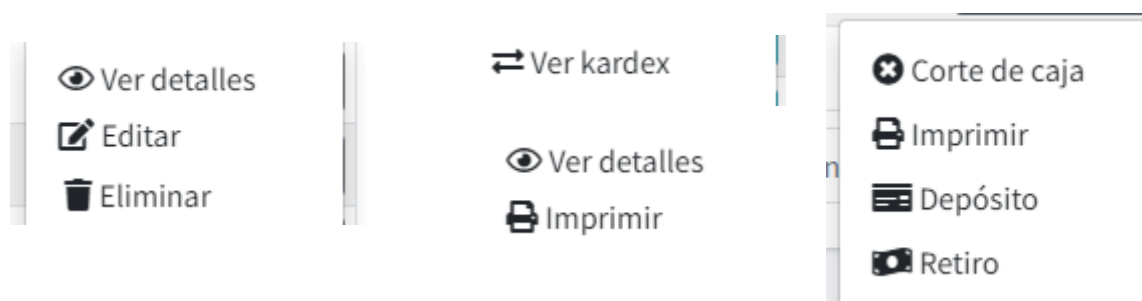 Ver detalles
Editar
Eliminar
Ver kardex
Ver detalles
Imprimir
Corte de caja
Imprimir
Depósito
Retiro
n